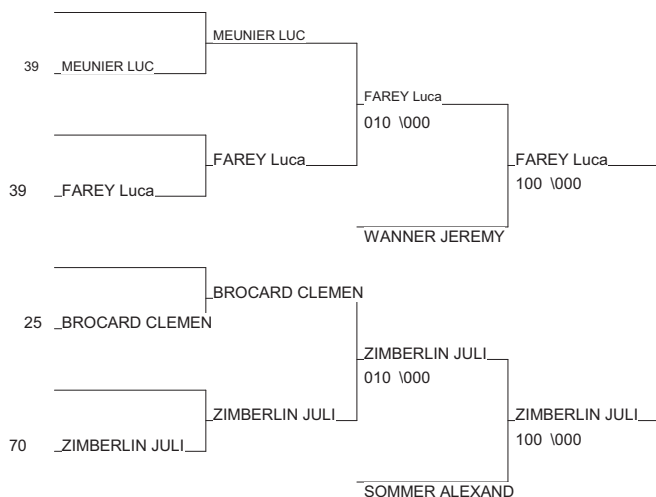 MEUNIER LUC
39 MEUNIER LUC
FAREY Luca
010 \000
FAREY Luca
FAREY Luca
100 \000
39 FAREY Luca
WANNER JEREMY
BROCARD CLEMEN
25 BROCARD CLEMEN
ZIMBERLIN JULI
010 \000
ZIMBERLIN JULI
ZIMBERLIN JULI
100 \000
70 ZIMBERLIN JULI
SOMMER ALEXAND